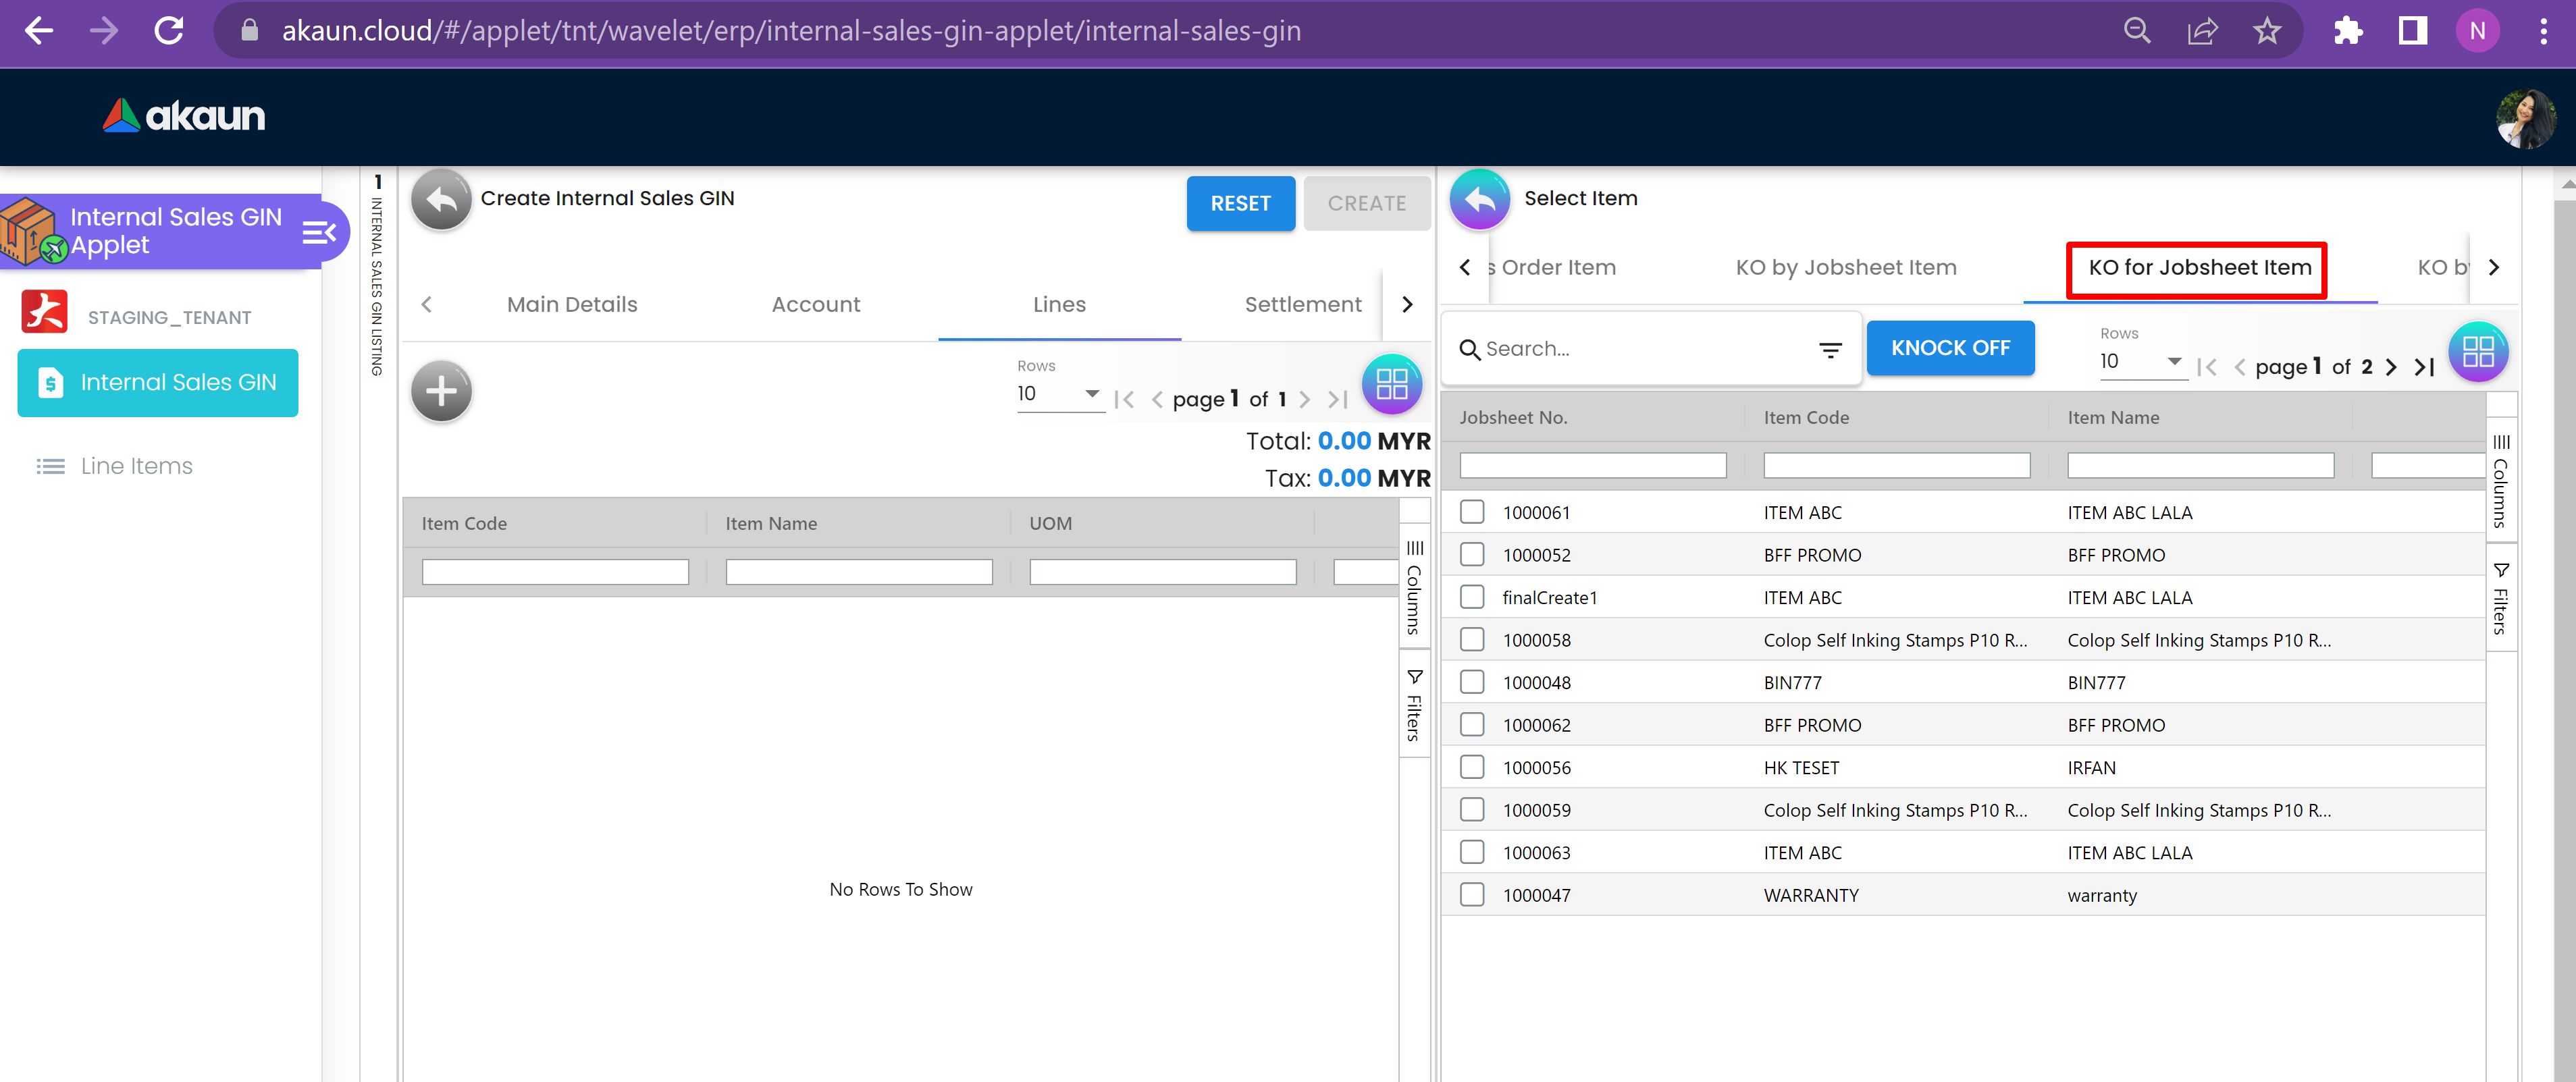 akaun.cloud/#/applet/tnt/wavelet/erp/internal-sales-gin-applet/internal-sales-gin
N
akaun
Internal Sales GIN
Applet
STAGING_TENANT
Internal Sales GIN
Line Items
1 INTERNAL SALES GIN LISTING
Create Internal Sales GIN
RESET
CREATE
Main Details
Account
Lines
Settlement
Rows
10
page 1 of 1
Total: 0.00 MYR
Tax: 0.00 MYR
Item Code
Item Name
UOM
Columns
Filters
No Rows To Show
Select Item
s Order Item
KO by Jobsheet Item
KO for Jobsheet Item
KO by
Search...
KNOCK OFF
Rows
10
page 1 of 2
Jobsheet No.
Item Code
Item Name
1000061 ITEM ABC ITEM ABC LALA
1000052 BFF PROMO BFF PROMO
finalCreate1 ITEM ABC ITEM ABC LALA
1000058 Colop Self Inking Stamps P10 R... Colop Self Inking Stamps P10 R...
1000048 BIN777 BIN777
1000062 BFF PROMO BFF PROMO
1000056 HK TESET IRFAN
1000059 Colop Self Inking Stamps P10 R... Colop Self Inking Stamps P10 R...
1000063 ITEM ABC ITEM ABC LALA
1000047 WARRANTY warranty
Columns
Filters